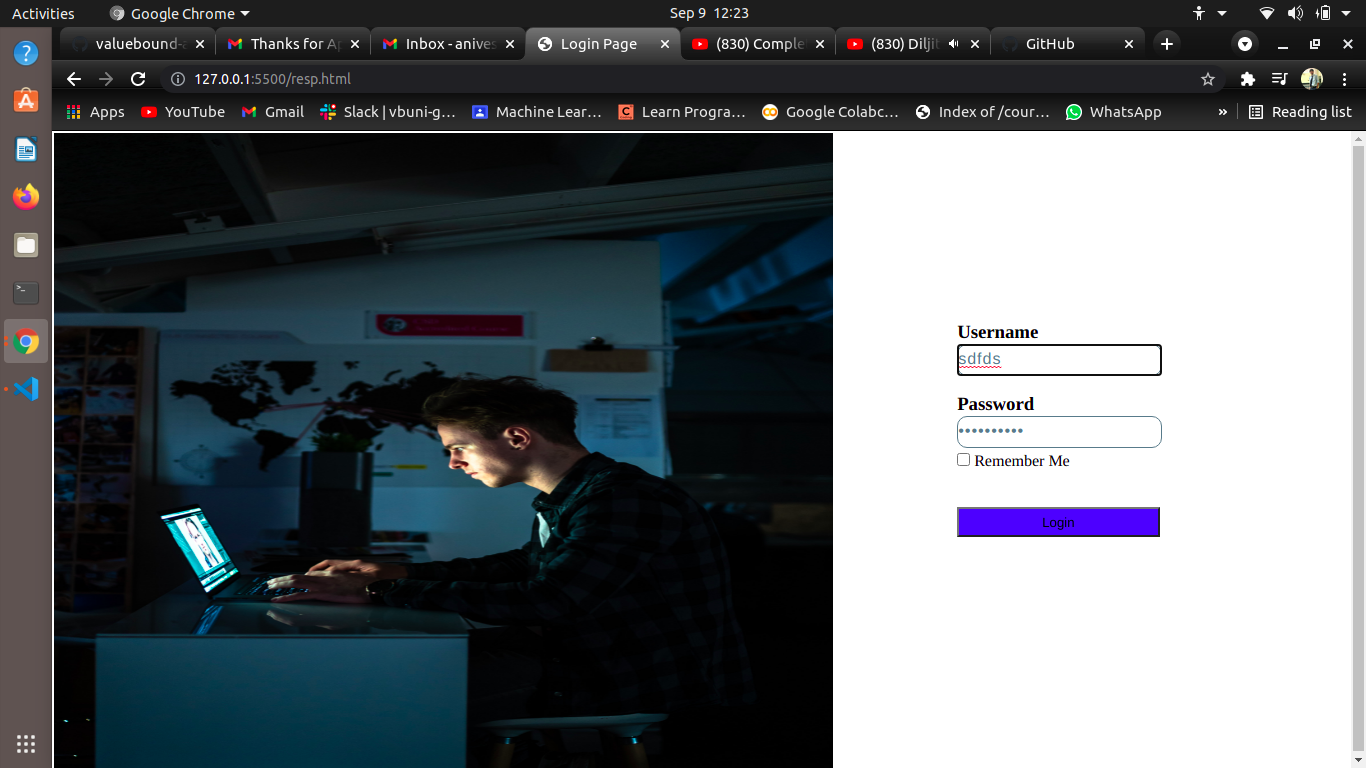 Activities
Google Chrome
Sep 9 12:23
valuebound-
Thanks for Ap
Inbox - anives
Login Page
(830) Comple
(830) Diljit
GitHub
127.0.0.1:5500/resp.html
Apps
YouTube
Gmail
Slack | vbuni-g…
Machine Lear…
Learn Progra…
Google Colabc…
Index of /cour…
WhatsApp
»
Reading list
Username
sdfds
Password
••••••••••
Remember Me
Login